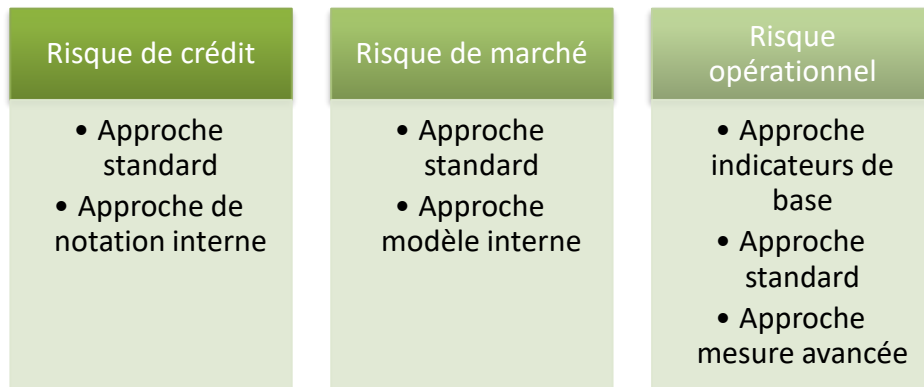 Risque de crédit
• Approche
standard
• Approche de
notation interne
Risque de marché
• Approche
standard
• Approche
modèle interne
Risque
opérationnel
• Approche
indicateurs de
base
• Approche
standard
• Approche
mesure avancée